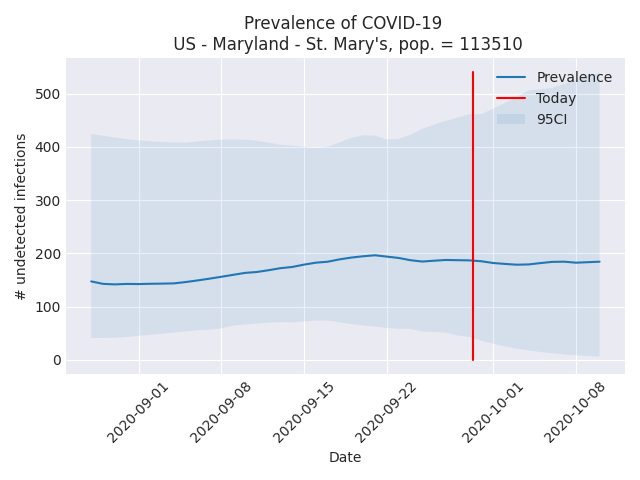 Prevalence of COVID-19
US - Maryland - St. Mary's, pop. = 113510
Prevalence
Today
95CI
# undetected infections
500
400
300
200
100
0
2020-09-01
2020-09-08
2020-09-15
2020-09-22
2020-10-01
2020-10-08
Date